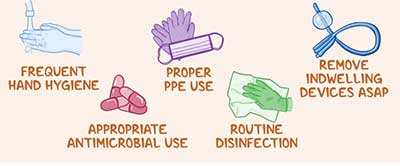 FREQUENT
HAND HYGIENE
PROPER
PPE USE
REMOVE
INDWELLING
DEVICES ASAP
APPROPRIATE
ANTIMICROBIAL USE
ROUTINE
DISINFECTION